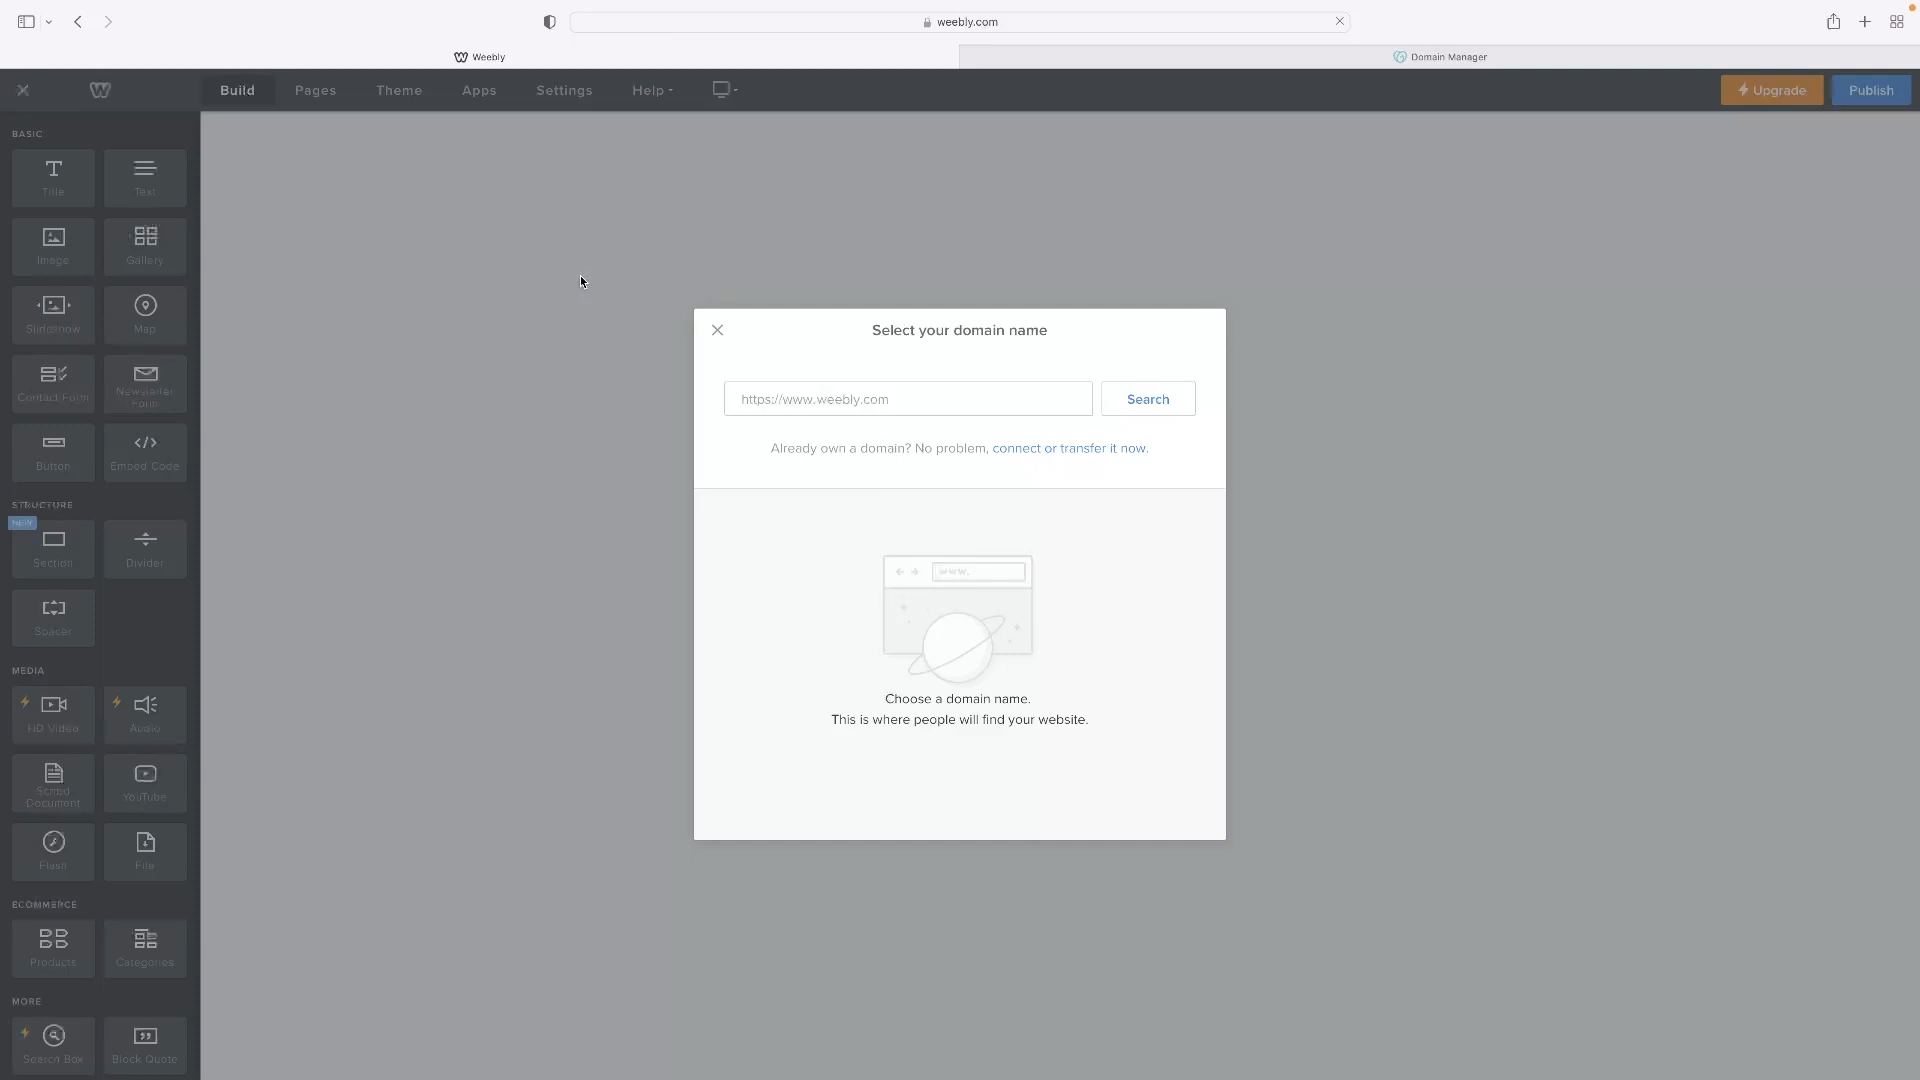 weebly.com
Weebly
Domain Manager
Build Pages Theme Apps Settings Help
Upgrade Publish
BASIC
Title Text
Image Gallery
Slideshow Map
Contact Form Newsletter Form
Button Embed Code
STRUCTURE
NEW
Section Divider
Spacer
MEDIA
HD Video Audio
Scribd Document YouTube
Flash File
ECOMMERCE
Products Categories
MORE
Search Box Block Quote
Select your domain name
https://www.weebly.com Search
Already own a domain? No problem, connect or transfer it now.
www.
Choose a domain name.
This is where people will find your website.